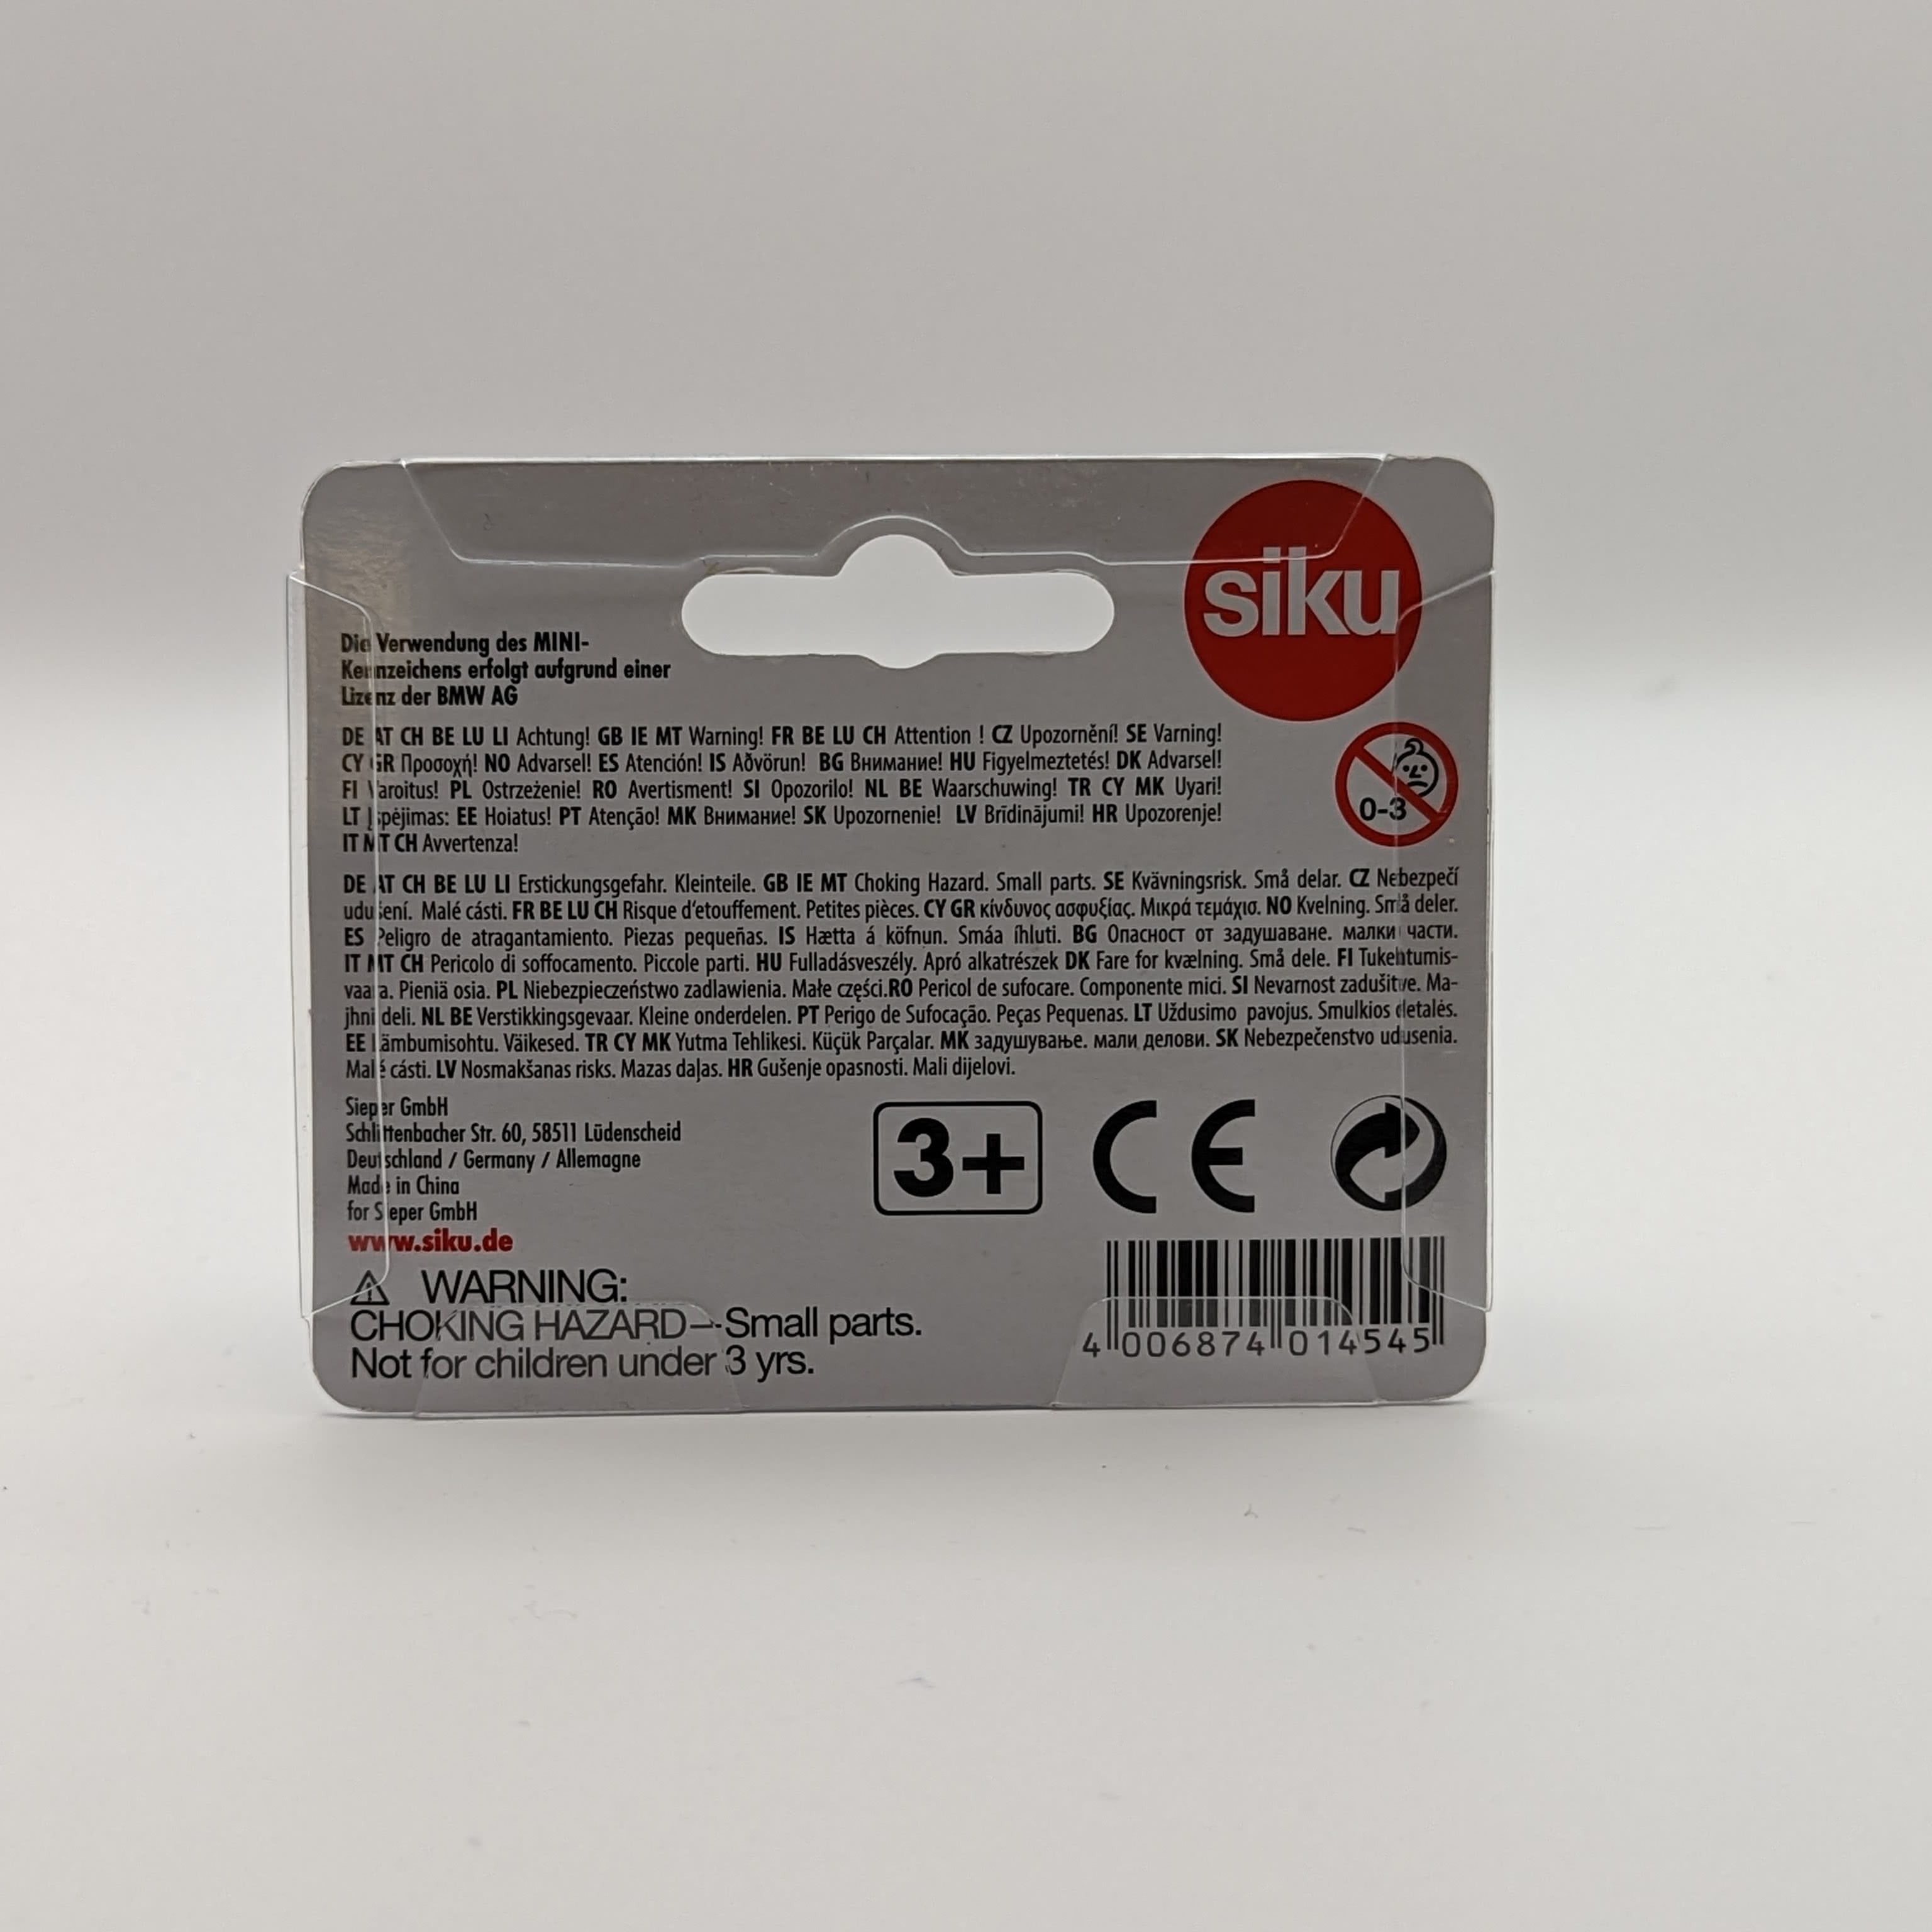 siku
Die Verwendung des MINI-
Kennzeichens erfolgt aufgrund einer
Lizenz der BMW AG
DE AT CH BE LU LI Achtung! GB IE MT Warning! FR BE LU CH Attention ! CZ Upozornění! SE Varning!
CY GR Προσοχή! NO Advarsel! ES Atención! IS Aðvörun! BG Внимание! HU Figyelmeztetés! DK Advarsel!
FI Varoitus! PL Ostrzeżenie! RO Avertisment! SI Opozorilo! NL BE Waarschuwing! TR CY MK Uyari!
LT Įspėjimas: EE Hoiatus! PT Atenção! MK Внимание! SK Upozornenie! LV Brīdinājumi! HR Upozorenje!
IT MT CH Avvertenza!
0-3
DE AT CH BE LU LI Erstickungsgefahr. Kleinteile. GB IE MT Choking Hazard. Small parts. SE Kvävningsrisk. Små delar. CZ Nebezpečí
udušení. Malé cásti. FR BE LU CH Risque d'etouffement. Petites pièces. CY GR κίνδυνος ασφυξίας. Μικρά τεμάχισ. NO Kvelning. Små deler.
ES Peligro de atragantamiento. Piezas pequeñas. IS Hætta á köfnun. Smáa íhluti. BG Опасност от задушаване. малки части.
IT MT CH Pericolo di soffocamento. Piccole parti. HU Fulladásveszély. Apró alkatrészek DK Fare for kvælning. Små dele. FI Tukehtumis-
vaara. Pieniä osia. PL Niebezpieczeństwo zadlawienia. Małe części.RO Pericol de sufocare. Componente mici. SI Nevarnost zadušitve. Ma-
jhni deli. NL BE Verstikkingsgevaar. Kleine onderdelen. PT Perigo de Sufocação. Peças Pequenas. LT Uždusimo pavojus. Smulkios detalės.
EE Lämbumisohtu. Väikesed. TR CY MK Yutma Tehlikesi. Küçük Parçalar. MK задушување. мали делови. SK Nebezpečenstvo udusenia.
Malé cásti. LV Nosmakšanas risks. Mazas daļas. HR Gušenje opasnosti. Mali dijelovi.
Sieper GmbH
Schlittenbacher Str. 60, 58511 Lüdenscheid
Deutschland / Germany / Allemagne
Made in China
for Sieper GmbH
www.siku.de
3+ CE
⚠ WARNING:
CHOKING HAZARD—Small parts.
Not for children under 3 yrs.
4 006874 014545